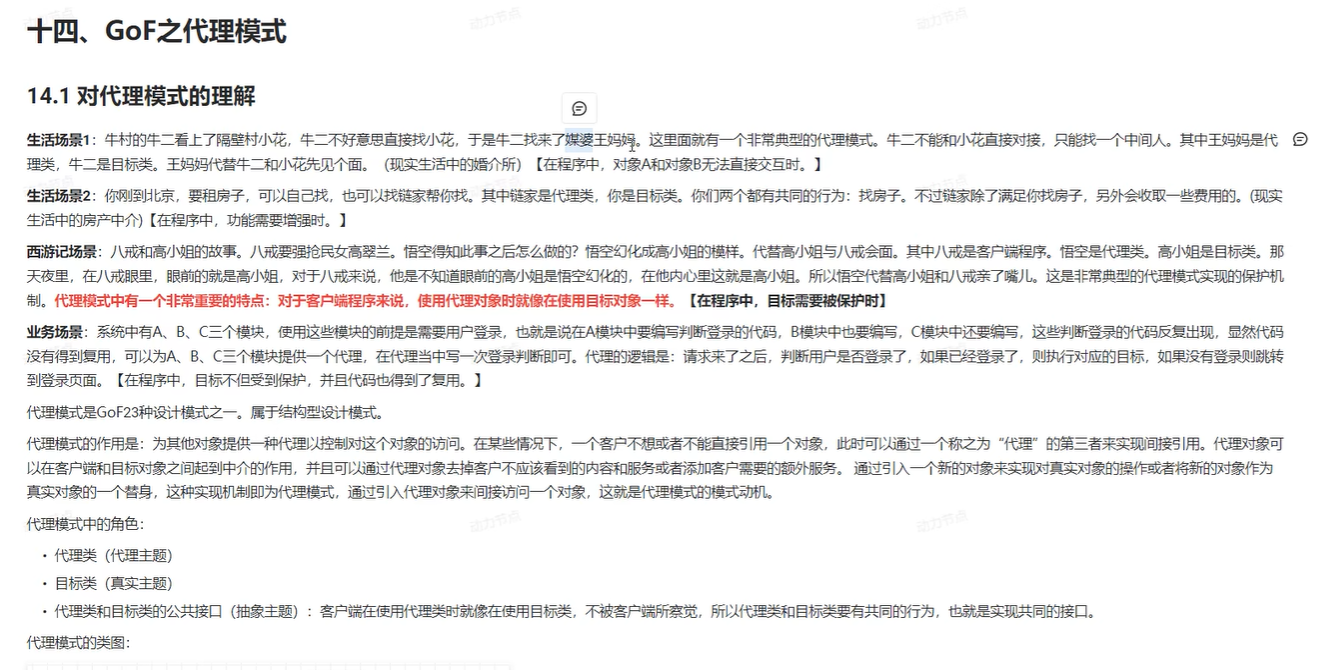 十四、GoF之代理模式
14.1 对代理模式的理解
生活场景1：牛村的牛二看上了隔壁村小花，牛二不好意思直接找小花，于是牛二找来了媒婆王妈妈。这里面就有一个非常典型的代理模式。牛二不能和小花直接对接，只能找一个中间人。其中王妈妈是代
理类，牛二是目标类。王妈妈代替牛二和小花先见个面。（现实生活中的婚介所）【在程序中，对象A和对象B无法直接交互时。】
生活场景2：你刚到北京，要租房子，可以自己找，也可以找链家帮你找。其中链家是代理类，你是目标类。你们两个都有共同的行为：找房子。不过链家除了满足你找房子，另外会收取一些费用的。(现实
生活中的房产中介)【在程序中，功能需要增强时。】
西游记场景：八戒和高小姐的故事。八戒要强抢民女高翠兰。悟空得知此事之后怎么做的？悟空幻化成高小姐的模样。代替高小姐与八戒会面。其中八戒是客户端程序。悟空是代理类。高小姐是目标类。那
天夜里，在八戒眼里，眼前的就是高小姐，对于八戒来说，他是不知道眼前的高小姐是悟空幻化的，在他内心里这就是高小姐。所以悟空代替高小姐和八戒亲了嘴儿。这是非常典型的代理模式实现的保护机
制。代理模式中有一个非常重要的特点：对于客户端程序来说，使用代理对象时就像在使用目标对象一样。【在程序中，目标需要被保护时】
业务场景：系统中有A、B、C三个模块，使用这些模块的前提是需要用户登录，也就是说在A模块中要编写判断登录的代码，B模块中也要编写，C模块中还要编写，这些判断登录的代码反复出现，显然代码
没有得到复用，可以为A、B、C三个模块提供一个代理，在代理当中写一次登录判断即可。代理的逻辑是：请求来了之后，判断用户是否登录了，如果已经登录了，则执行对应的目标，如果没有登录则跳转
到登录页面。【在程序中，目标不但受到保护，并且代码也得到了复用。】
代理模式是GoF23种设计模式之一。属于结构型设计模式。
代理模式的作用是：为其他对象提供一种代理以控制对这个对象的访问。在某些情况下，一个客户不想或者不能直接引用一个对象，此时可以通过一个称之为“代理”的第三者来实现间接引用。代理对象可
以在客户端和目标对象之间起到中介的作用，并且可以通过代理对象去掉客户不应该看到的内容和服务或者添加客户需要的额外服务。 通过引入一个新的对象来实现对真实对象的操作或者将新的对象作为
真实对象的一个替身，这种实现机制即为代理模式，通过引入代理对象来间接访问一个对象，这就是代理模式的模式动机。
代理模式中的角色：
• 代理类（代理主题）
• 目标类（真实主题）
• 代理类和目标类的公共接口（抽象主题）：客户端在使用代理类时就像在使用目标类，不被客户端所察觉，所以代理类和目标类要有共同的行为，也就是实现共同的接口。
代理模式的类图：
动力节点
动力节点
动力节点
动力节点